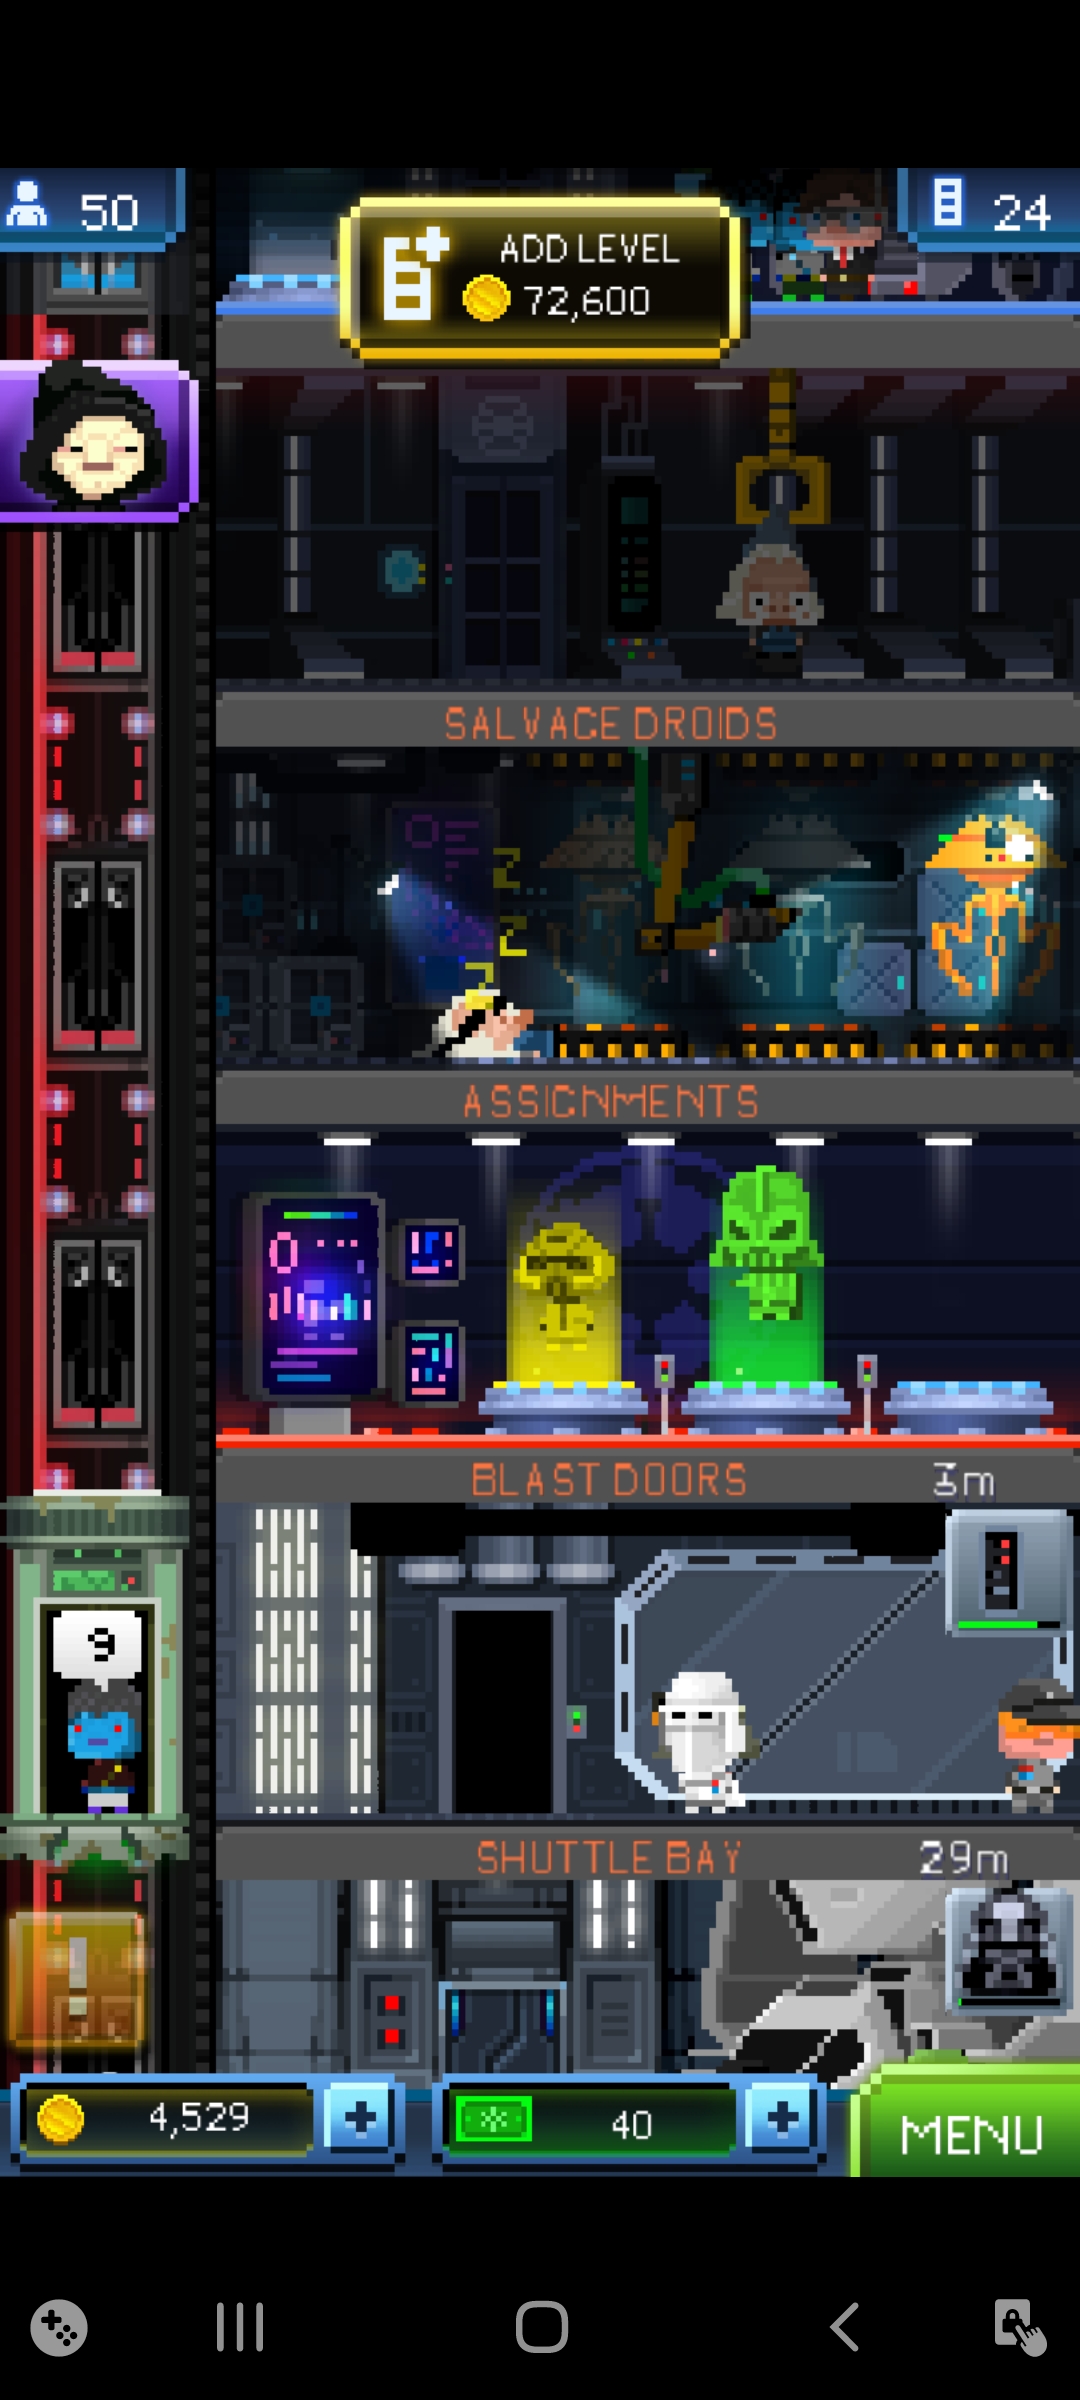 50
ADD LEVEL
72,600
24
SALVAGE DROIDS
Z
Z
Z
ASSIGNMENTS
BLAST DOORS 3m
9
SHUTTLE BAY 29m
!
4,529 +
40 +
MENU